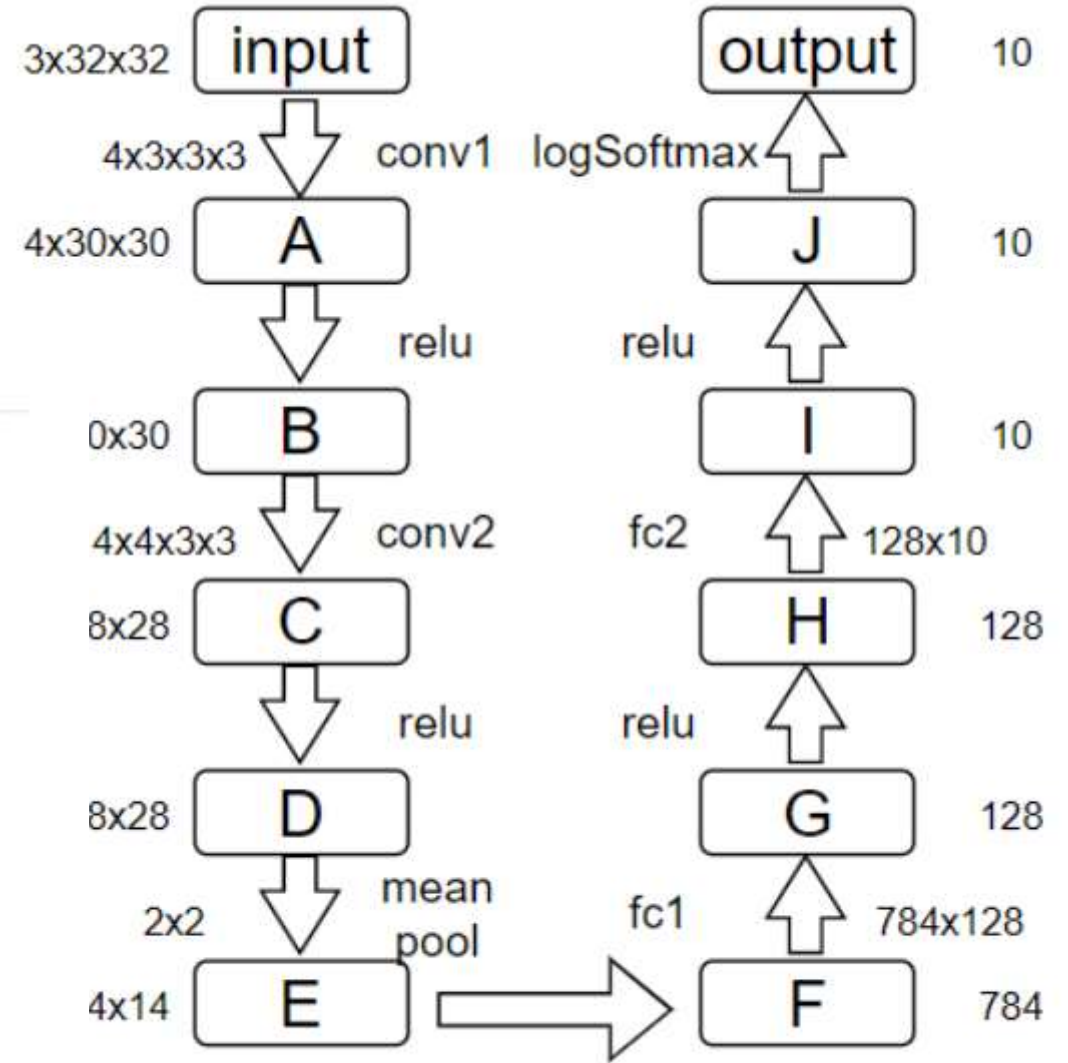 3x32x32 input output 10
4x3x3x3 conv1 logSoftmax
4x30x30 A J 10
relu relu
0x30 B I 10
4x4x3x3 conv2 fc2 128x10
8x28 C H 128
relu relu
8x28 D G 128
mean
2x2 pool fc1 784x128
4x14 E F 784